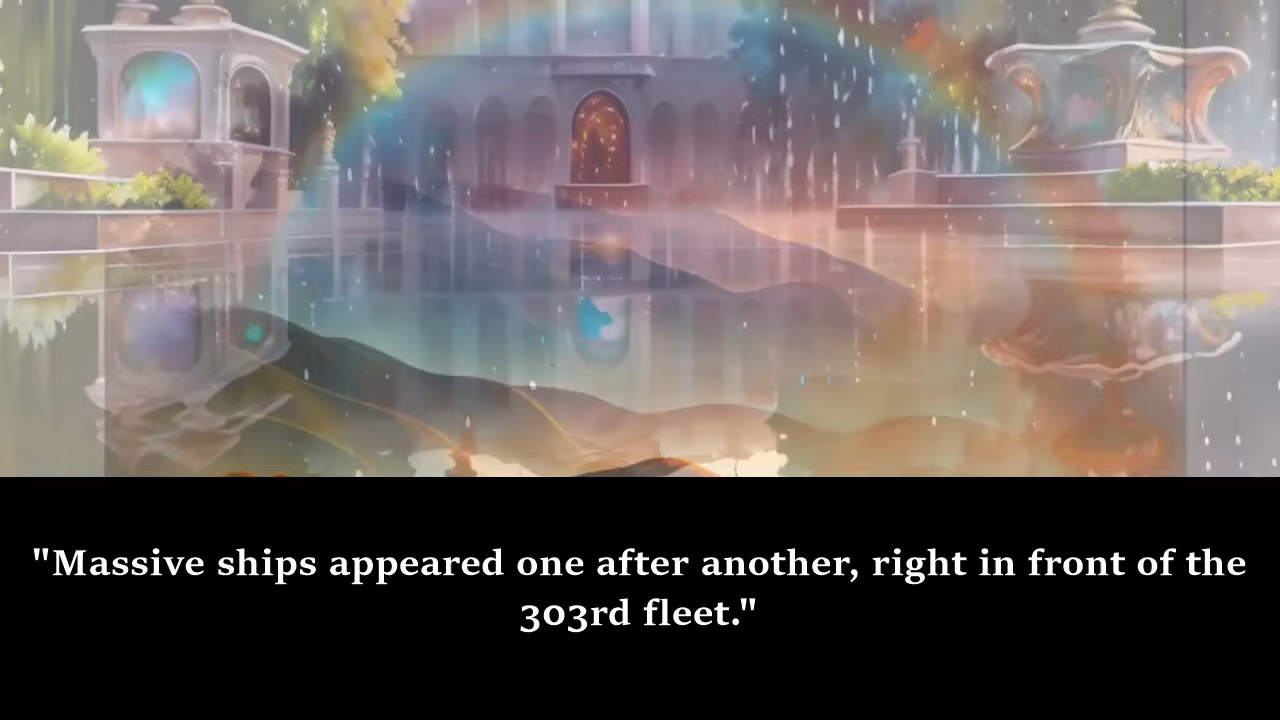 "Massive ships appeared one after another, right in front of the
303rd fleet."